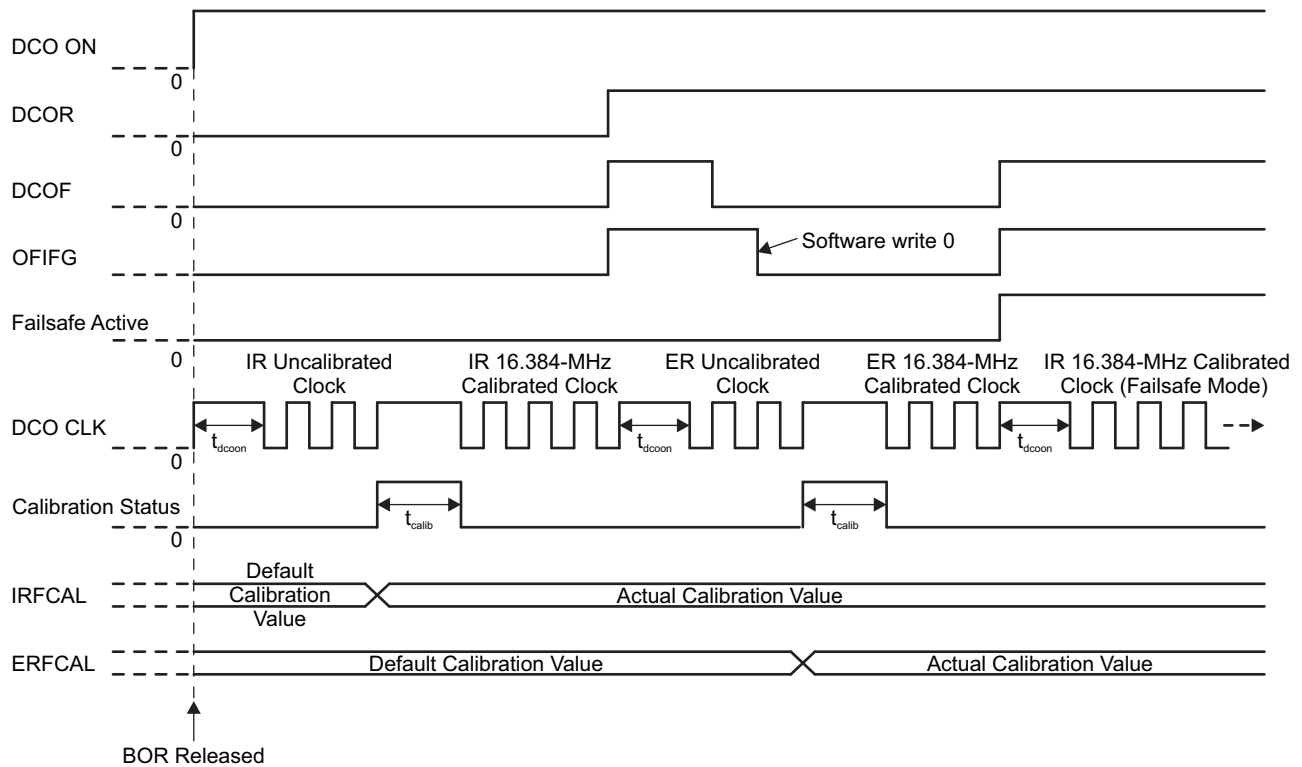 DCO ON
0
DCOR
0
DCOF
0
Software write 0
OFIFG
0
Failsafe Active
0
IR Uncalibrated
Clock
IR 16.384-MHz
Calibrated Clock
ER Uncalibrated
Clock
ER 16.384-MHz
Calibrated Clock
IR 16.384-MHz Calibrated
Clock (Failsafe Mode)
DCO CLK
tdcoon
tdcoon
tdcoon
0
Calibration Status
tcalib
tcalib
0
IRFCAL
Default
Calibration
Value
Actual Calibration Value
ERFCAL
Default Calibration Value
Actual Calibration Value
BOR Released